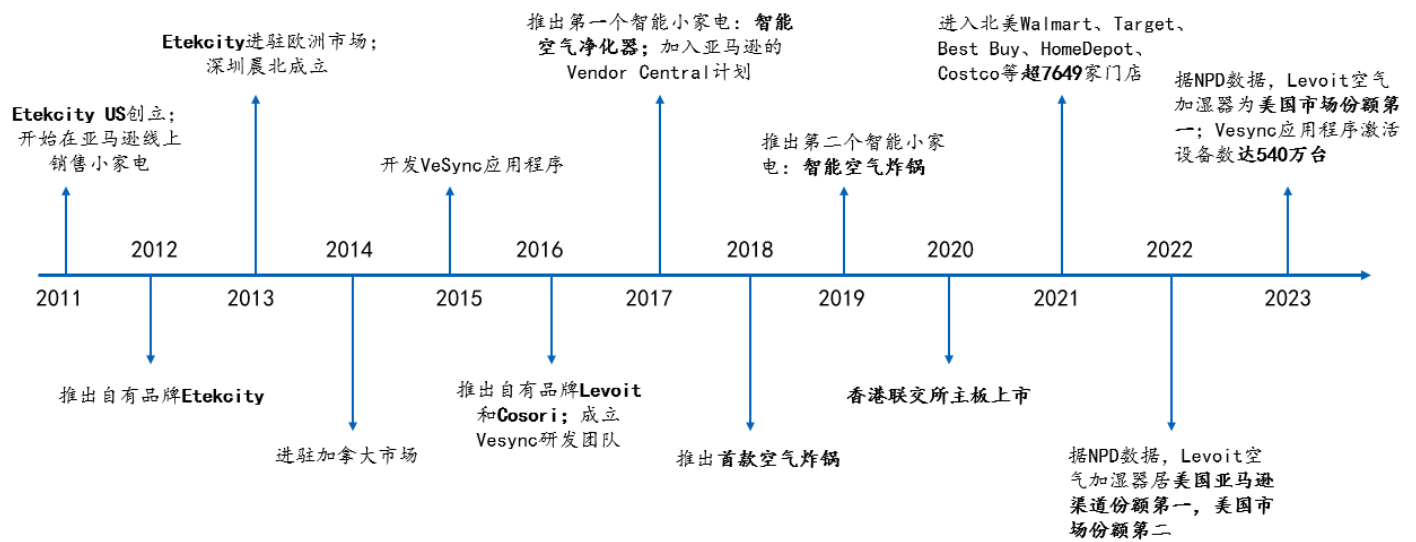 Etekcity US创立；
开始在亚马逊线上
销售小家电
Etekcity进驻欧洲市场；
深圳晨北成立
开发VeSync应用程序
推出第一个智能小家电：智能
空气净化器；加入亚马逊的
Vendor Central计划
推出第二个智能小家
电：智能空气炸锅
进入北美Walmart、Target、
Best Buy、HomeDepot、
Costco等超7649家门店
据NPD数据，Levoit空气
加湿器为美国市场份额第
一；Vesync应用程序激活
设备数达540万台
2012
2014
2016
2018
2020
2022
2011
2013
2015
2017
2019
2021
2023
推出自有品牌Etekcity
进驻加拿大市场
推出自有品牌Levoit
和Cosori；成立
Vesync研发团队
推出首款空气炸锅
香港联交所主板上市
据NPD数据，Levoit空
气加湿器居美国亚马逊
渠道份额第一，美国市
场份额第二